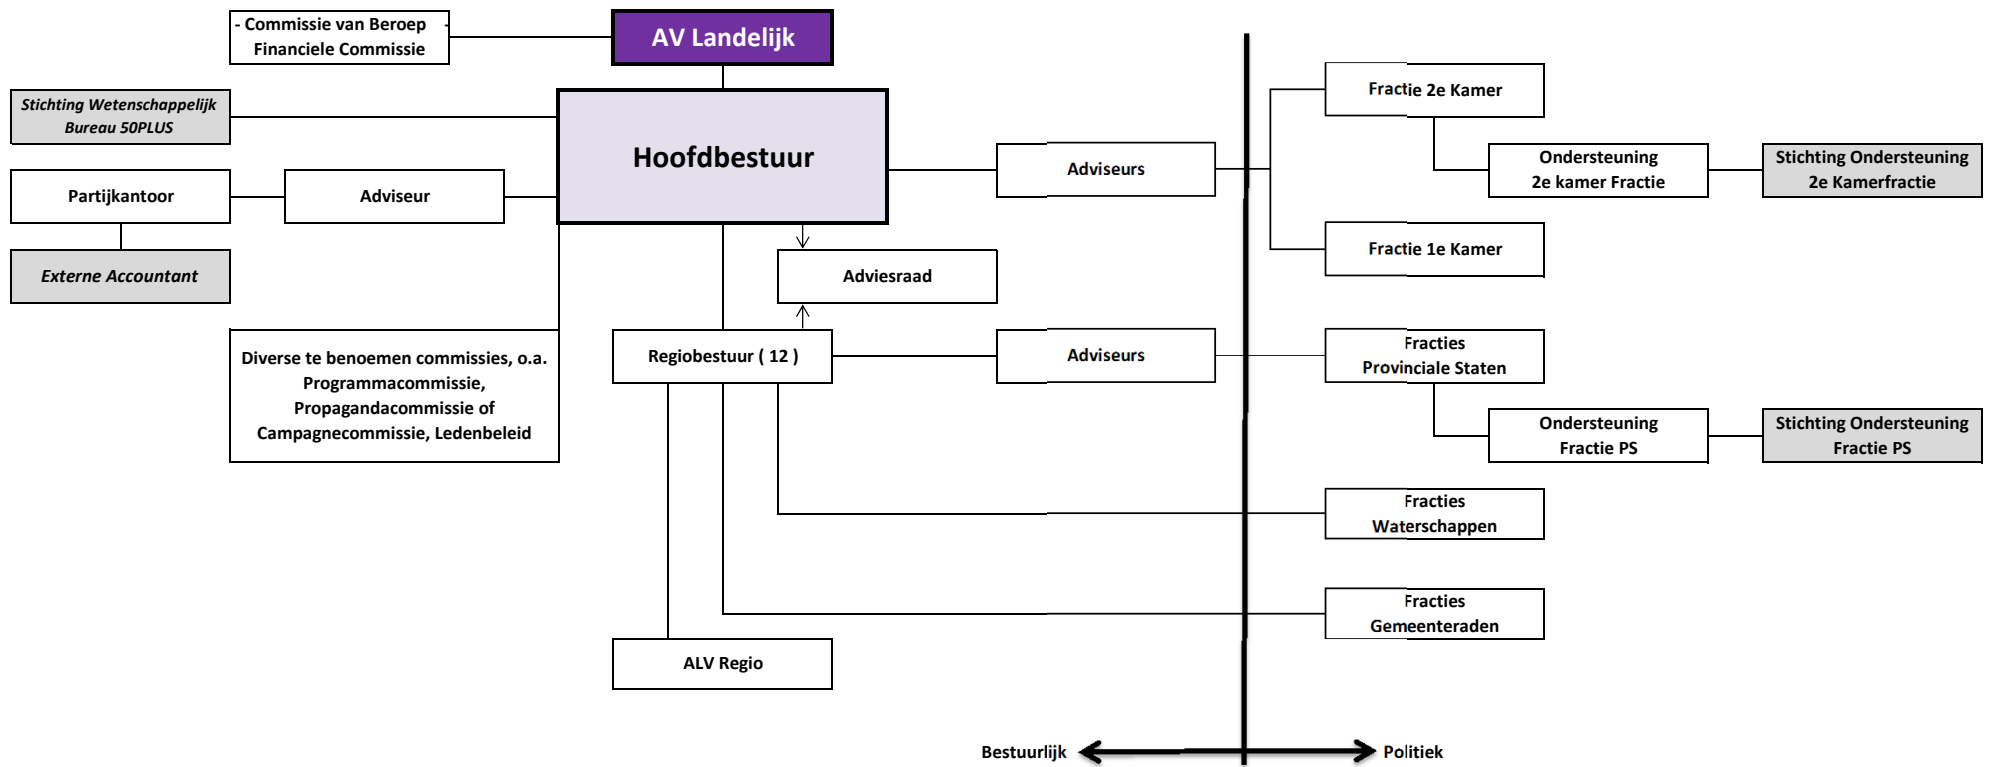 - Commissie van Beroep -
Financiele Commissie
AV Landelijk
Stichting Wetenschappelijk
Bureau 50PLUS
Hoofdbestuur
Fractie 2e Kamer
Adviseurs
Ondersteuning
2e kamer Fractie
Stichting Ondersteuning
2e Kamerfractie
Partijkantoor
Adviseur
Fractie 1e Kamer
Externe Accountant
Adviesraad
Diverse te benoemen commissies, o.a.
Programmacommissie,
Propagandacommissie of
Campagnecommissie, Ledenbeleid
Regiobestuur ( 12 )
Adviseurs
Fracties
Provinciale Staten
Ondersteuning
Fractie PS
Stichting Ondersteuning
Fractie PS
Fracties
Waterschappen
Fracties
Gemeenteraden
ALV Regio
Bestuurlijk
Politiek